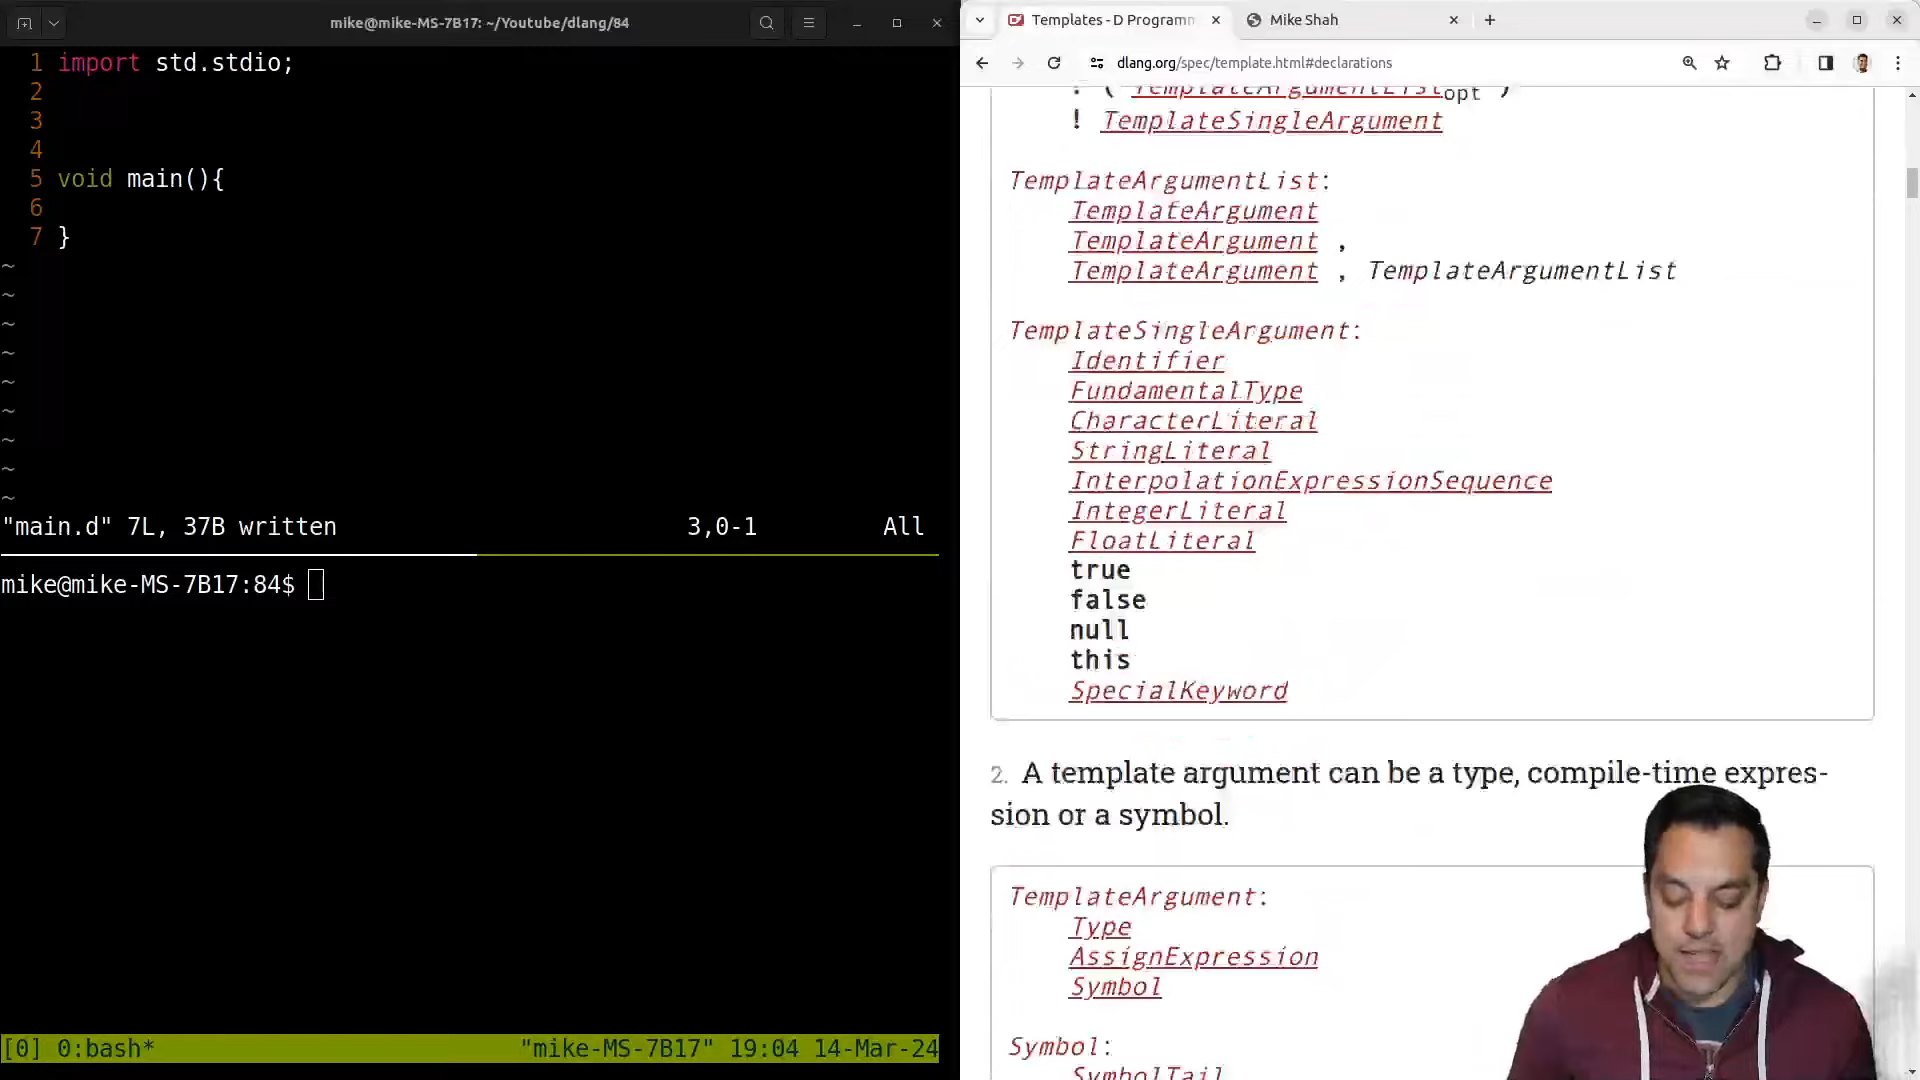 mike@mike-MS-7B17: ~/Youtube/dlang/84
1 import std.stdio;
2
3
4
5 void main(){
6
7 }
~
~
~
~
~
~
~
~
~
"main.d" 7L, 37B written 3,0-1 All
mike@mike-MS-7B17:84$
[0] 0:bash* "mike-MS-7B17" 19:04 14-Mar-24
Templates - D Programm
Mike Shah
dlang.org/spec/template.html#declarations
! ( TemplateArgumentList opt )
! TemplateSingleArgument
TemplateArgumentList:
TemplateArgument
TemplateArgument ,
TemplateArgument , TemplateArgumentList
TemplateSingleArgument:
Identifier
FundamentalType
CharacterLiteral
StringLiteral
InterpolationExpressionSequence
IntegerLiteral
FloatLiteral
true
false
null
this
SpecialKeyword
2. A template argument can be a type, compile-time expres-
sion or a symbol.
TemplateArgument:
Type
AssignExpression
Symbol
Symbol:
SymbolTail